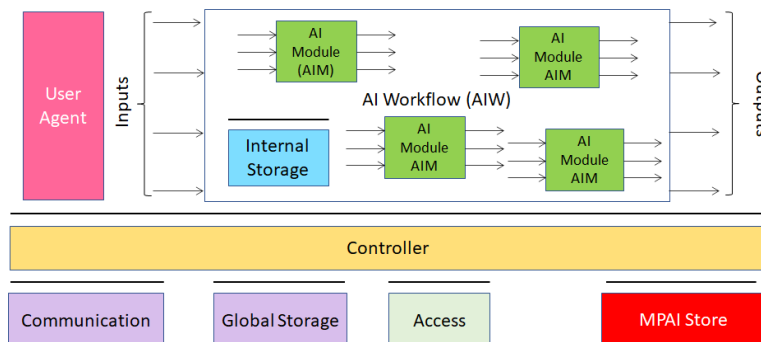 User
Agent
Inputs
AI
Module
(AIM)
AI
Module
AIM
AI Workflow (AIW)
Internal
Storage
AI
Module
AIM
AI
Module
AIM
Outputs
Controller
Communication
Global Storage
Access
MPAI Store